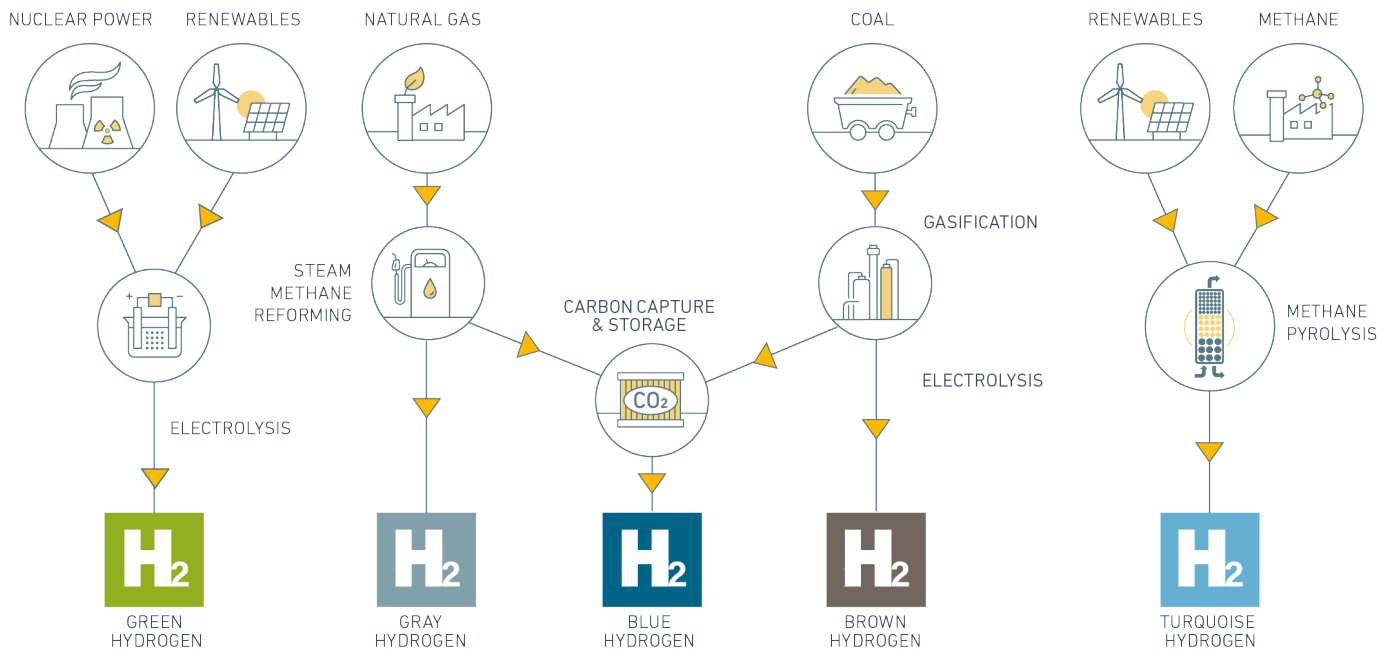 NUCLEAR POWER
RENEWABLES
NATURAL GAS
COAL
RENEWABLES
METHANE
GASIFICATION
STEAM
METHANE
REFORMING
CARBON CAPTURE
& STORAGE
METHANE
PYROLYSIS
+ −
CO₂
ELECTROLYSIS
ELECTROLYSIS
H₂
H₂
H₂
H₂
H₂
GREEN
HYDROGEN
GRAY
HYDROGEN
BLUE
HYDROGEN
BROWN
HYDROGEN
TURQUOISE
HYDROGEN